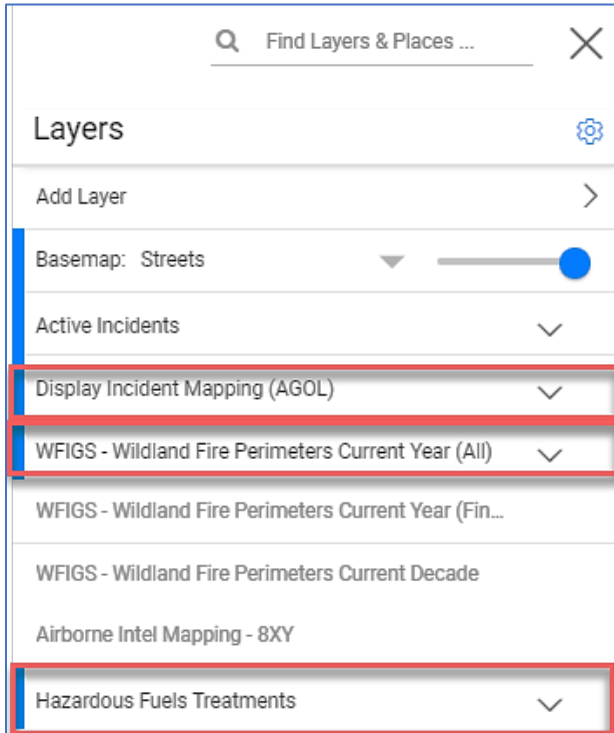 Find Layers & Places ...
Layers
Add Layer
Basemap: Streets
Active Incidents
Display Incident Mapping (AGOL)
WFIGS - Wildland Fire Perimeters Current Year (All)
WFIGS - Wildland Fire Perimeters Current Year (Fin...
WFIGS - Wildland Fire Perimeters Current Decade
Airborne Intel Mapping - 8XY
Hazardous Fuels Treatments